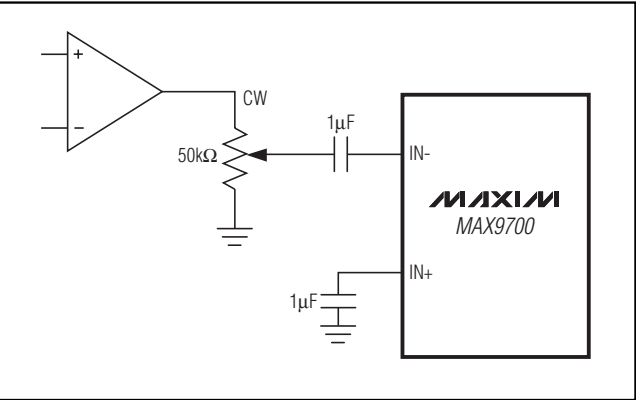 +
−
CW
50kΩ
1μF
IN-
MAXIM
MAX9700
IN+
1μF